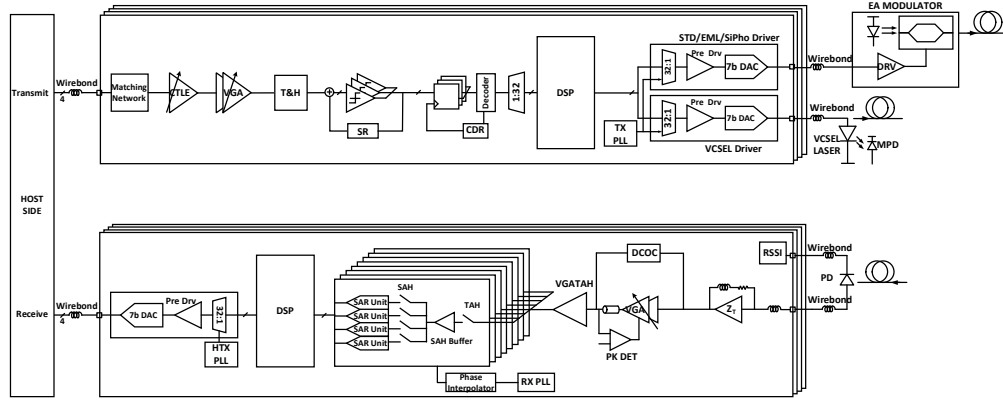 EA MODULATOR
STD/EML/SiPho Driver
Wirebond
Transmit
4
Matching
Network
CTLE
VGA
T&H
SR
CDR
Decoder
1:32
DSP
TX
PLL
32:1
Pre Drv
7b DAC
Wirebond
DRV
32:1
Pre Drv
7b DAC
VCSEL Driver
Wirebond
VCSEL
LASER
MPD
HOST
SIDE
Receive
Wirebond
4
7b DAC
Pre Drv
32:1
HTX
PLL
DSP
SAR Unit
SAR Unit
SAR Unit
SAR Unit
SAH
TAH
SAH Buffer
Phase
Interpolator
RX PLL
VGATAH
DCOC
VGA
PK DET
ZT
RSSI
Wirebond
PD
Wirebond